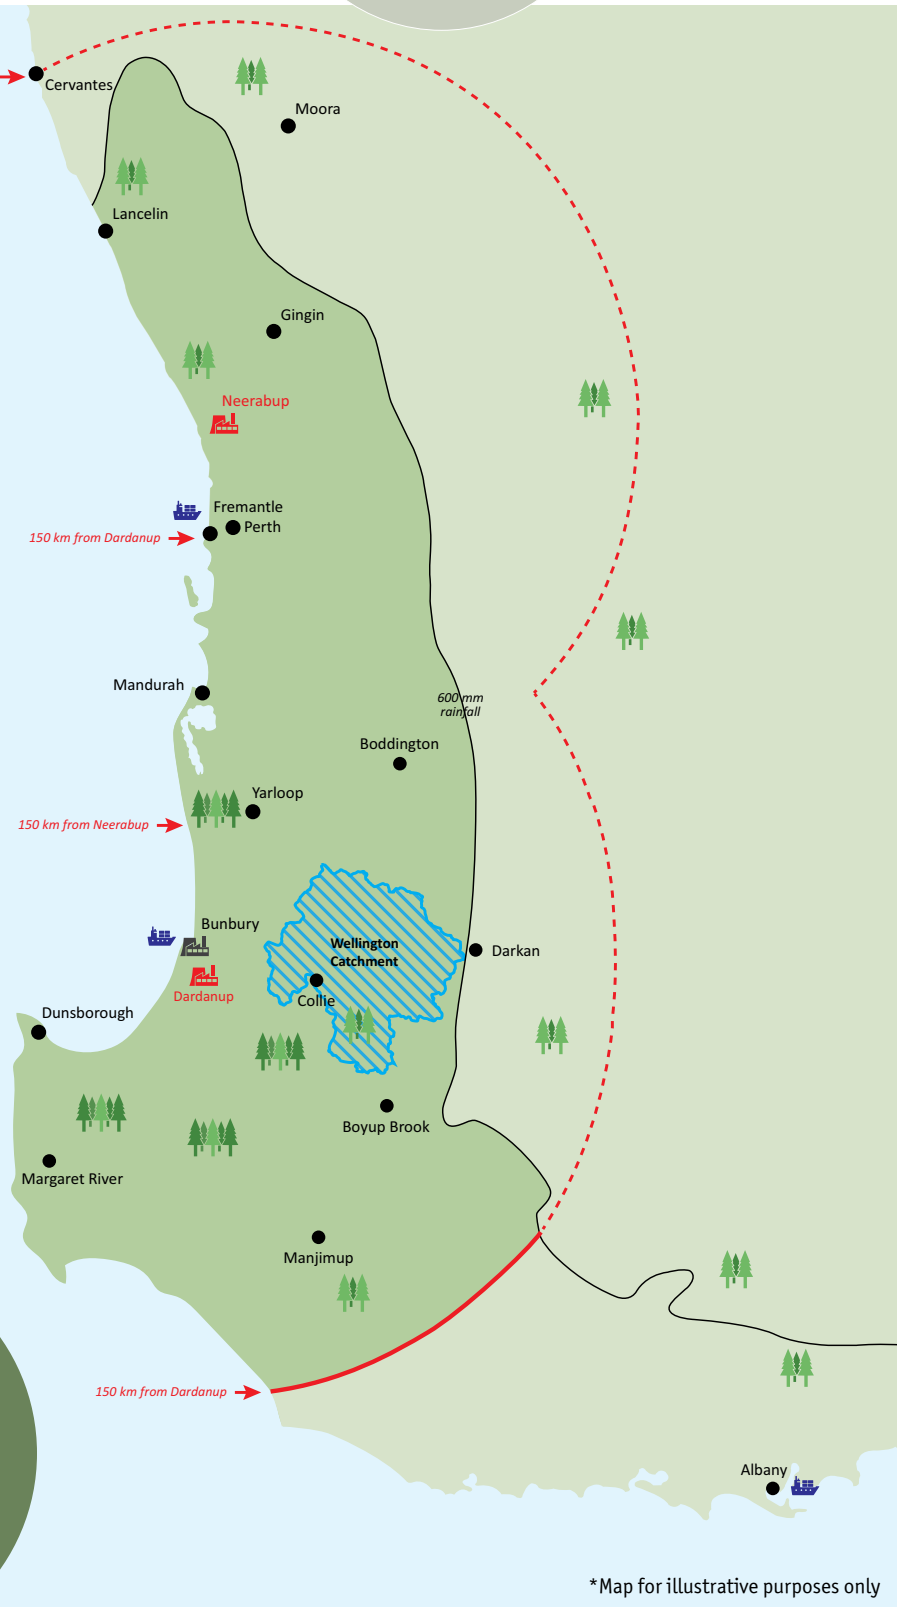 Cervantes
Moora
Lancelin
Gingin
Neerabup
Fremantle
Perth
150 km from Dardanup
Mandurah
600 mm
rainfall
Boddington
Yarloop
150 km from Neerabup
Bunbury
Wellington
Catchment
Darkan
Dardanup
Collie
Dunsborough
Boyup Brook
Margaret River
Manjimup
150 km from Dardanup
Albany
*Map for illustrative purposes only